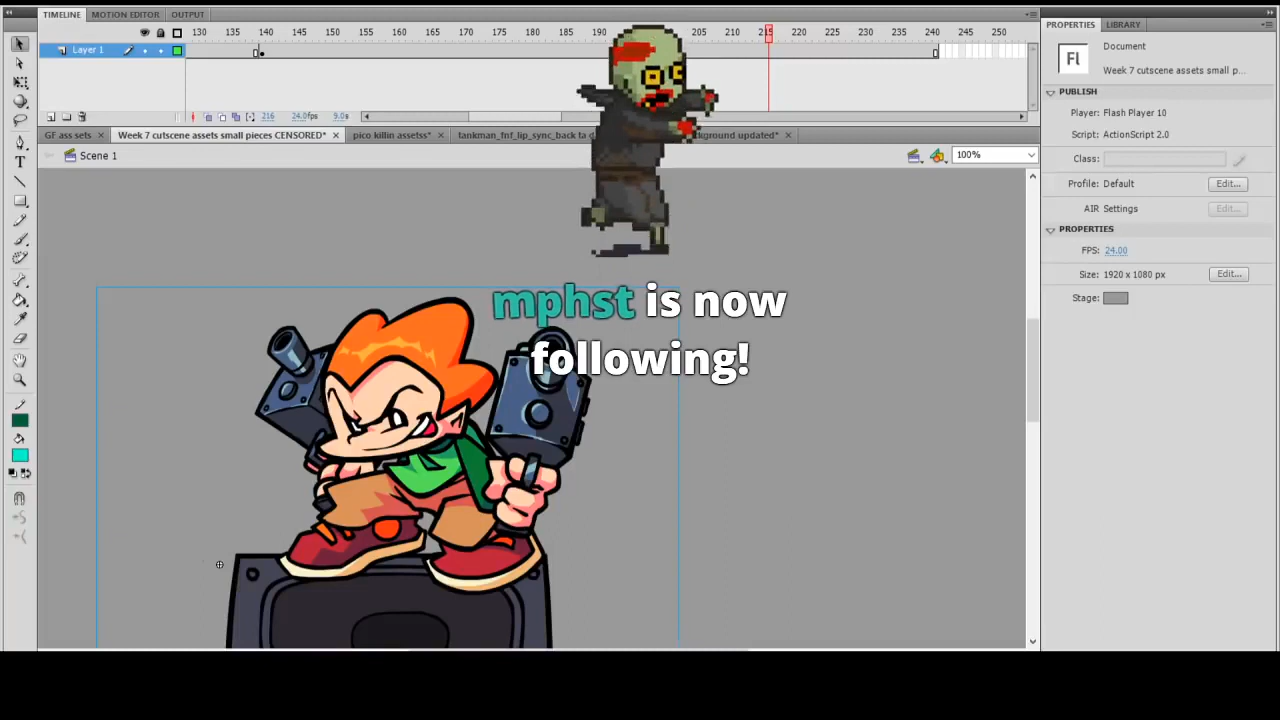 TIMELINE MOTION EDITOR OUTPUT
130 135 140 145 150 155 160 165 170 175 180 185 190 205 210 215 220 225 230 235 240 245 250
Layer 1
216 24.0fps 9.0s
GF ass sets Week 7 cutscene assets small pieces CENSORED* pico killin assetss* tankman_fnf_lip_sync_back ta d ground updated*
Scene 1
100%
mphst is now
following!
PROPERTIES LIBRARY
Document
Fl
Week 7 cutscene assets small p...
PUBLISH
Player: Flash Player 10
Script: ActionScript 2.0
Class:
Profile: Default Edit...
AIR Settings Edit...
PROPERTIES
FPS: 24.00
Size: 1920 x 1080 px Edit...
Stage: